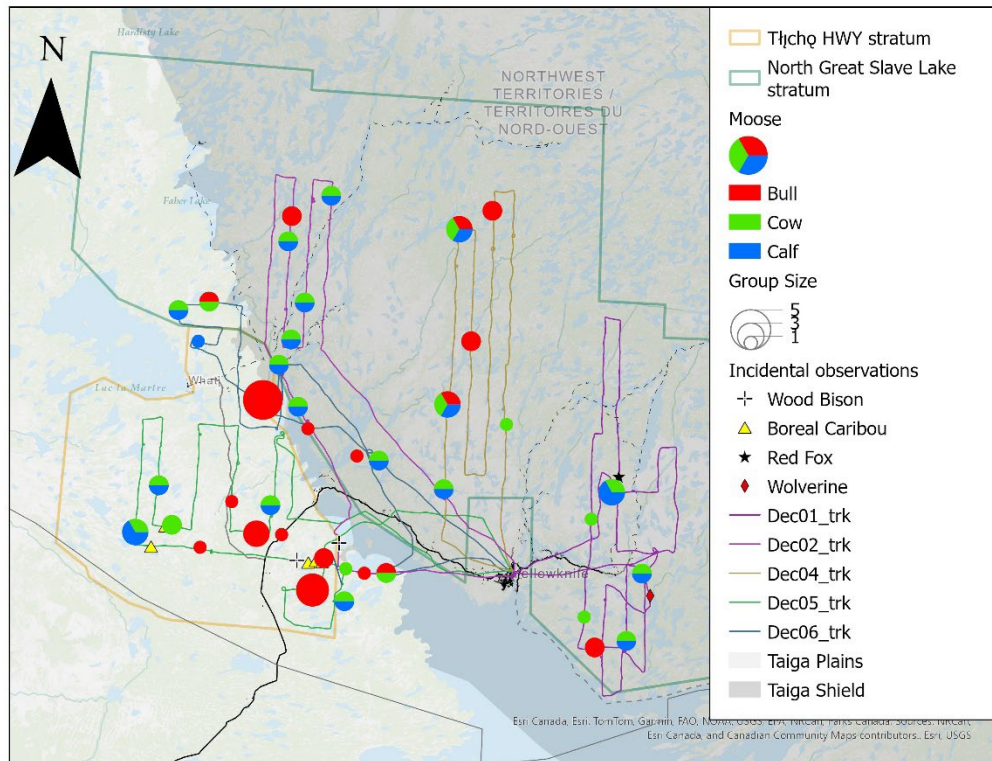 Hardisty Lake
N
NORTHWEST
TERRITORIES /
TERRITOIRES DU
NORD-OUEST
Faber Lake
Lac la Martre
Whatì
Yellowknife
Tłı̨chǫ HWY stratum
North Great Slave Lake
stratum
Moose
Bull
Cow
Calf
Group Size
5
3
1
Incidental observations
Wood Bison
Boreal Caribou
Red Fox
Wolverine
Dec01_trk
Dec02_trk
Dec04_trk
Dec05_trk
Dec06_trk
Taiga Plains
Taiga Shield
Esri Canada, Esri, TomTom, Garmin, FAO, NOAA, USGS, EPA, NRCan, Parks Canada. Sources: NRCan,
Esri Canada, and Canadian Community Maps contributors., Esri, USGS